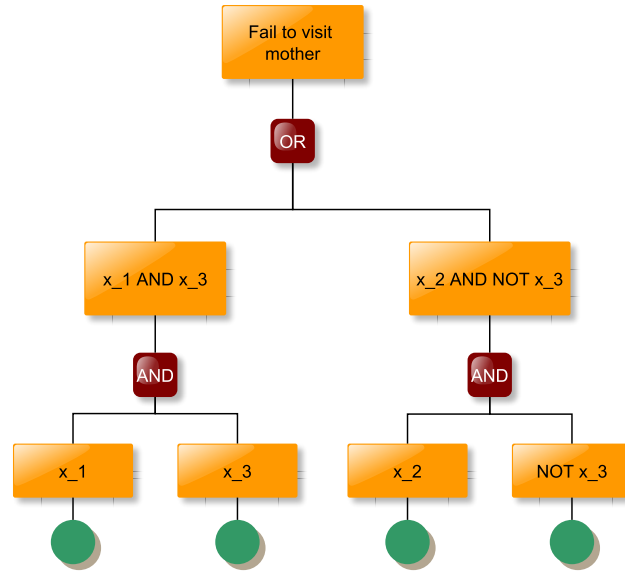 Fail to visit
mother
OR
x_1 AND x_3
x_2 AND NOT x_3
AND
AND
x_1
x_3
x_2
NOT x_3